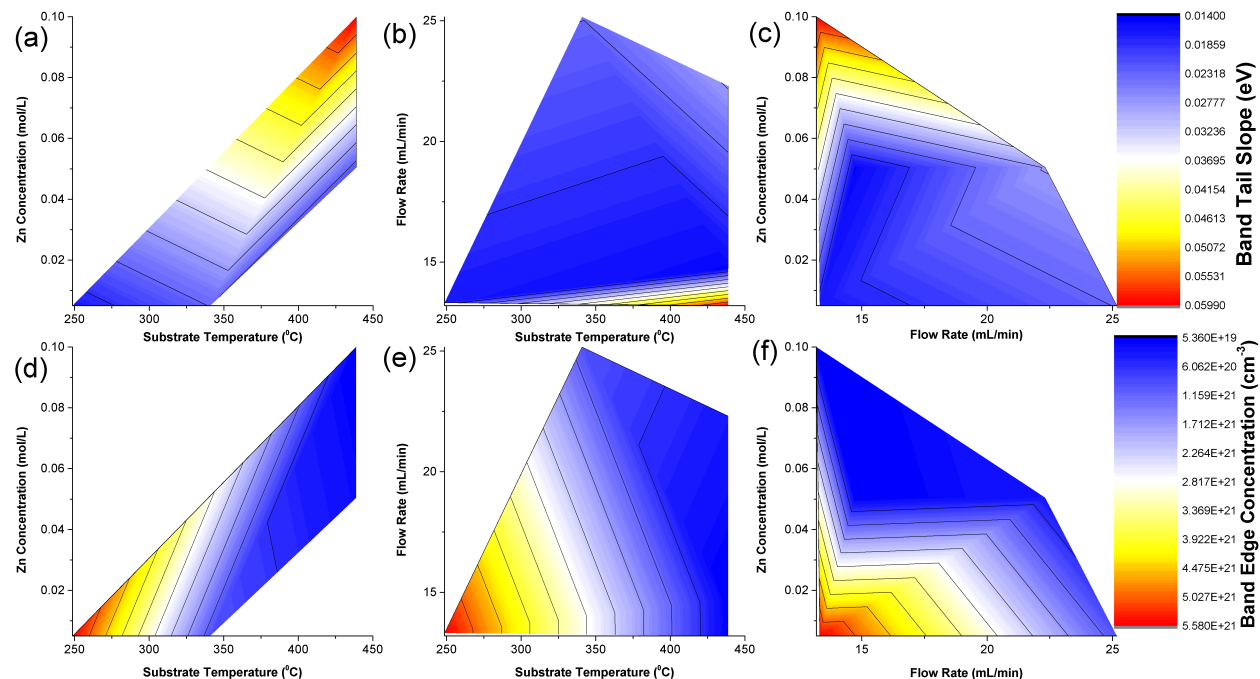 (a)
Zn Concentration (mol/L)
0.10
0.08
0.06
0.04
0.02
250 300 350 400 450
Substrate Temperature (⁰C)
(b)
Flow Rate (mL/min)
25
20
15
250 300 350 400 450
Substrate Temperature (⁰C)
(c)
Zn Concentration (mol/L)
0.10
0.08
0.06
0.04
0.02
15 20 25
Flow Rate (mL/min)
0.01400
0.01859
0.02318
0.02777
0.03236
0.03695
0.04154
0.04613
0.05072
0.05531
0.05990
Band Tail Slope (eV)
(d)
Zn Concentration (mol/L)
0.10
0.08
0.06
0.04
0.02
250 300 350 400 450
Substrate Temperature (⁰C)
(e)
Flow Rate (mL/min)
25
20
15
250 300 350 400 450
Substrate Temperature (⁰C)
(f)
Zn Concentration (mol/L)
0.10
0.08
0.06
0.04
0.02
15 20 25
Flow Rate (mL/min)
5.360E+19
6.062E+20
1.159E+21
1.712E+21
2.264E+21
2.817E+21
3.369E+21
3.922E+21
4.475E+21
5.027E+21
5.580E+21
Band Edge Concentration (cm⁻³)